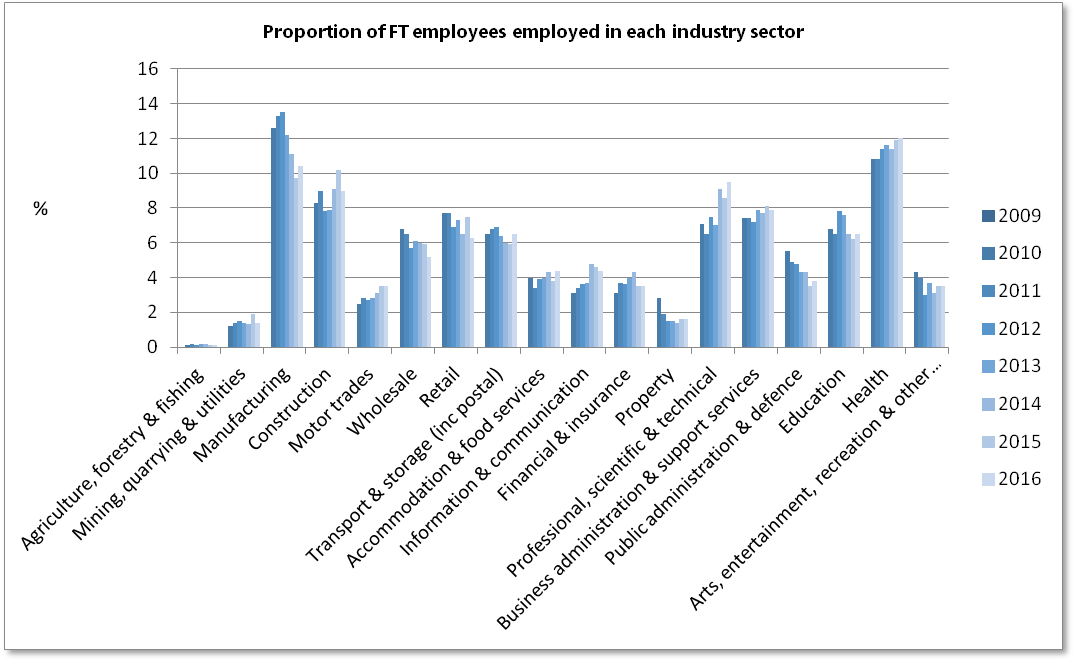 Proportion of FT employees employed in each industry sector
16
14
12
10
8
6
4
2
0
%
Agriculture, forestry & fishing
Mining, quarrying & utilities
Manufacturing
Construction
Motor trades
Wholesale
Retail
Transport & storage (inc postal)
Accommodation & food services
Information & communication
Financial & insurance
Property
Professional, scientific & technical
Business administration & support services
Public administration & defence
Education
Health
Arts, entertainment, recreation & other...
2009
2010
2011
2012
2013
2014
2015
2016